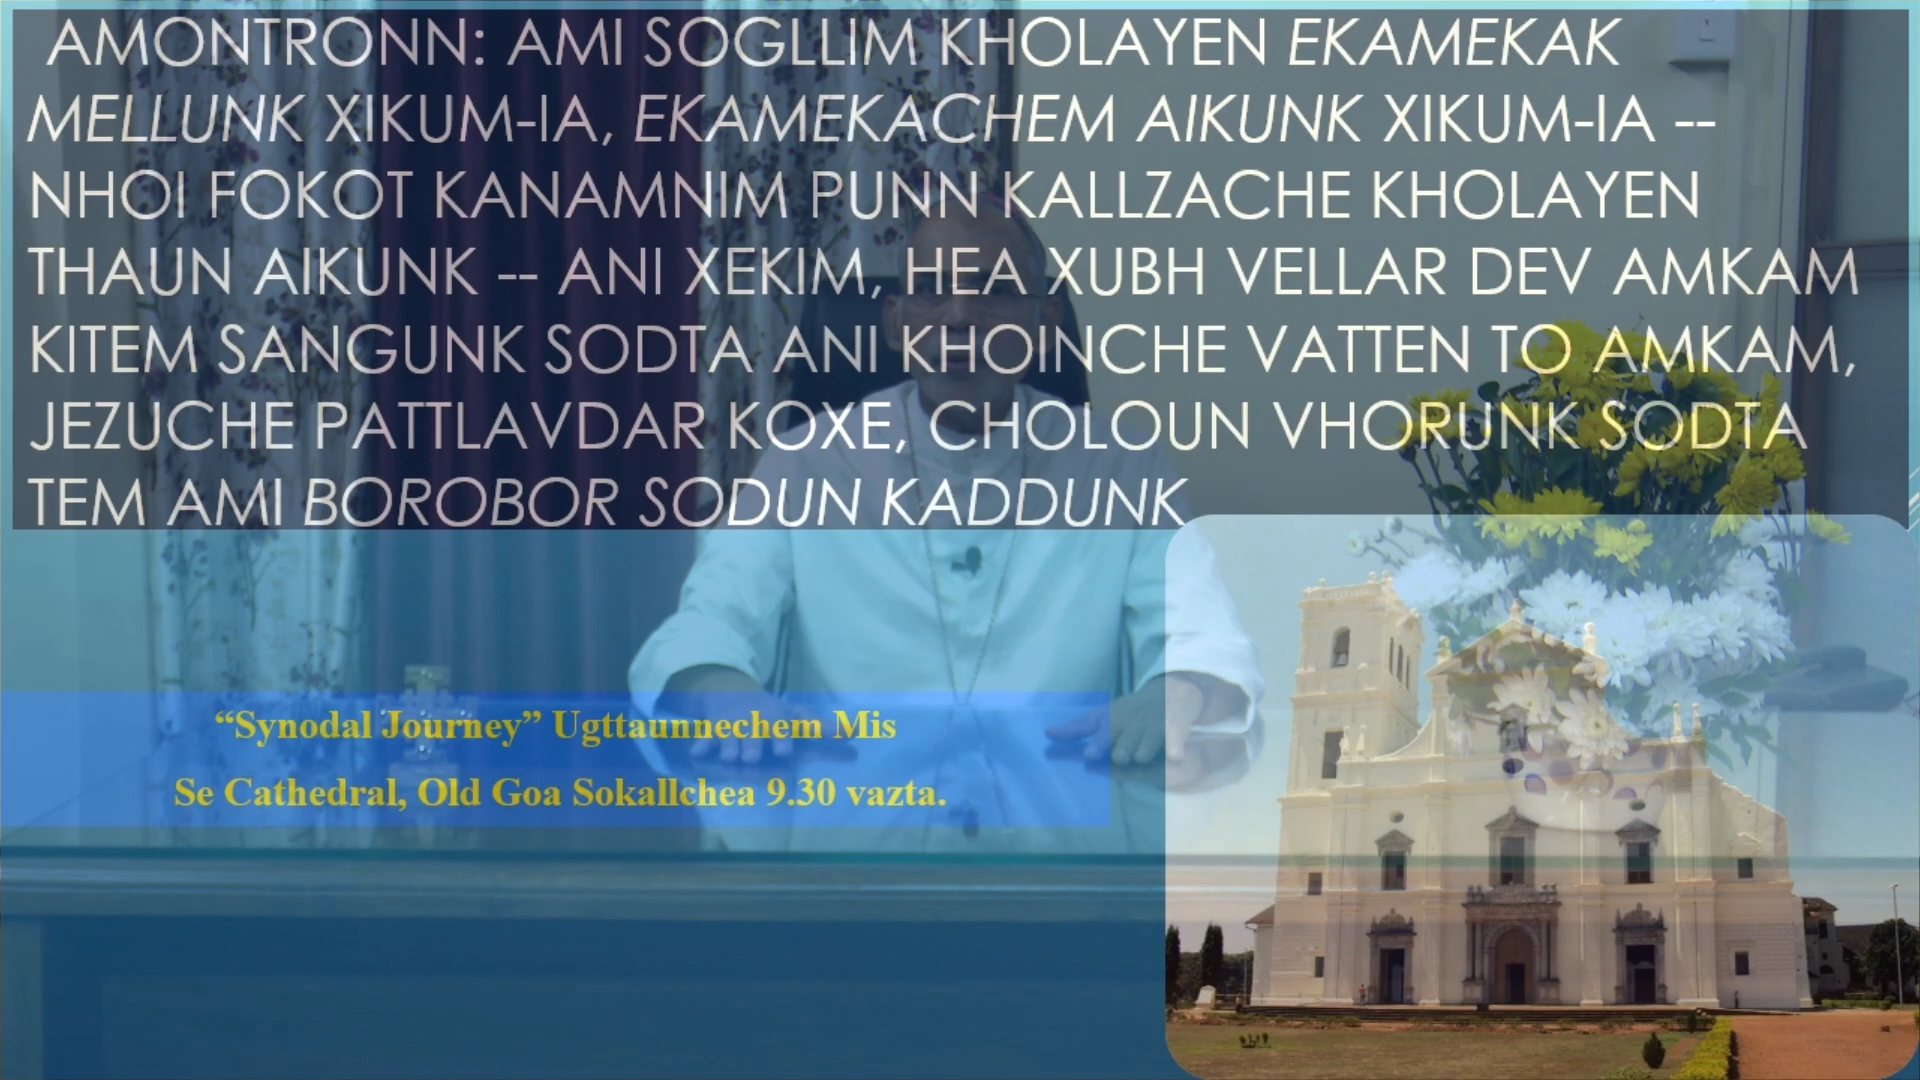 AMONTRONN: AMI SOGLLIM KHOLAYEN EKAMEKAK
MELLUNK XIKUM-IA, EKAMEKACHEM AIKUNK XIKUM-IA --
NHOI FOKOT KANAMNIM PUNN KALLZACHE KHOLAYEN
THAUN AIKUNK -- ANI XEKIM, HEA XUBH VELLAR DEV AMKAM
KITEM SANGUNK SODTA ANI KHOINCHE VATTEN TO AMKAM,
JEZUCHE PATTLAVDAR KOXE, CHOLOUN VHORUNK SODTA
TEM AMI BOROBOR SODUN KADDUNK
“Synodal Journey” Ugttaunnechem Mis
Se Cathedral, Old Goa Sokallchea 9.30 vazta.